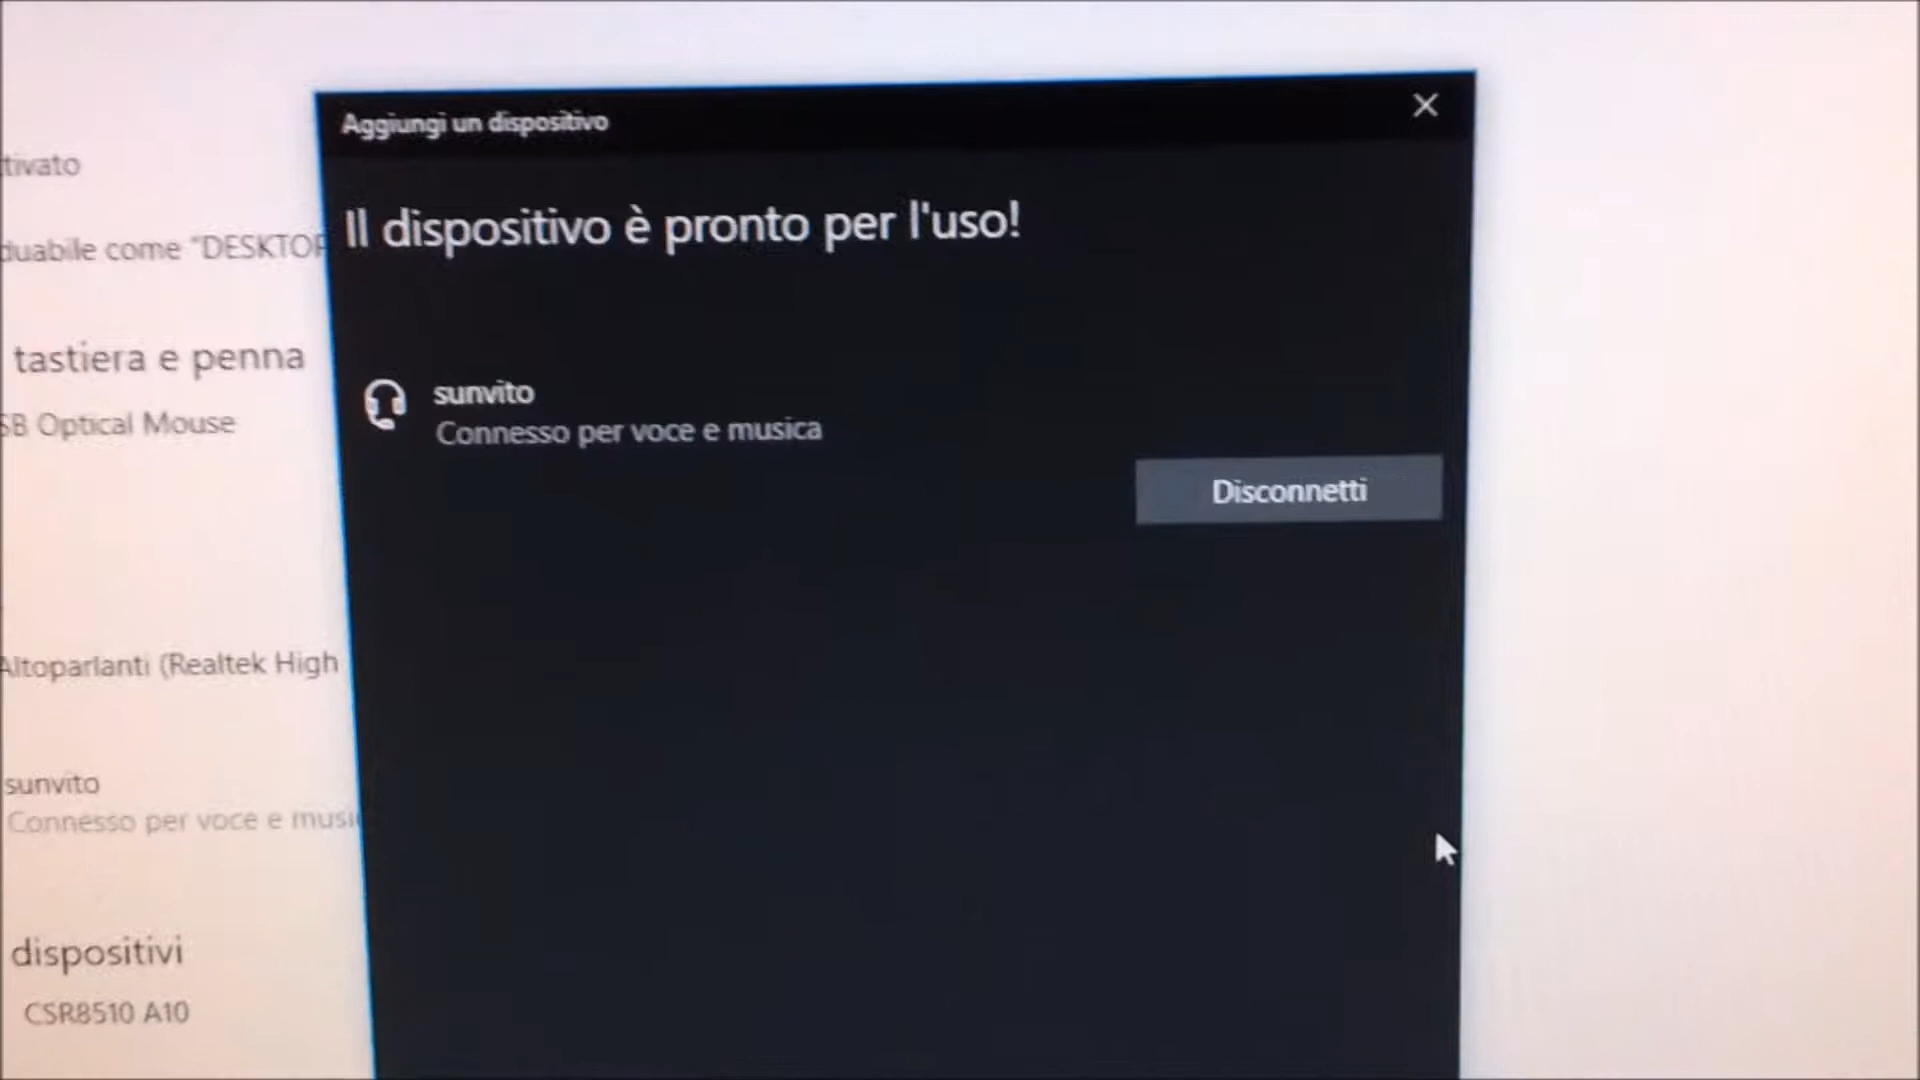 Aggiungi un dispositivo
Il dispositivo è pronto per l'uso!
sunvito
Connesso per voce e musica
Disconnetti
tivato
duabile come "DESKTOP
tastiera e penna
SB Optical Mouse
Altoparlanti (Realtek High
sunvito
Connesso per voce e musi
dispositivi
CSR8510 A10